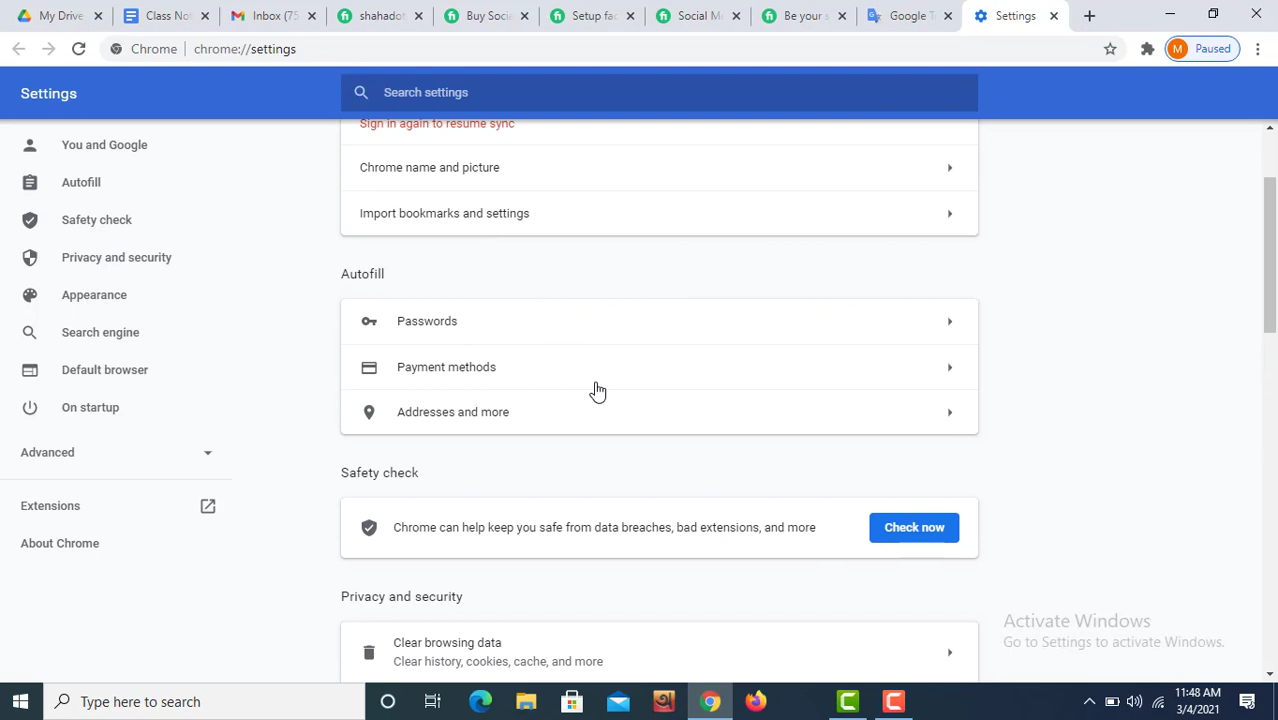 My Drive
Class Not
Inbox (75
shahadot
Buy Socia
Setup fac
Social M
Be your s
Google T
Settings
Chrome | chrome://settings
M Paused
Settings
Search settings
You and Google
Autofill
Safety check
Privacy and security
Appearance
Search engine
Default browser
On startup
Advanced
Extensions
About Chrome
Sign in again to resume sync
Chrome name and picture
Import bookmarks and settings
Autofill
Passwords
Payment methods
Addresses and more
Safety check
Chrome can help keep you safe from data breaches, bad extensions, and more
Check now
Privacy and security
Clear browsing data
Clear history, cookies, cache, and more
Activate Windows
Go to Settings to activate Windows.
Type here to search
11:48 AM
3/4/2021